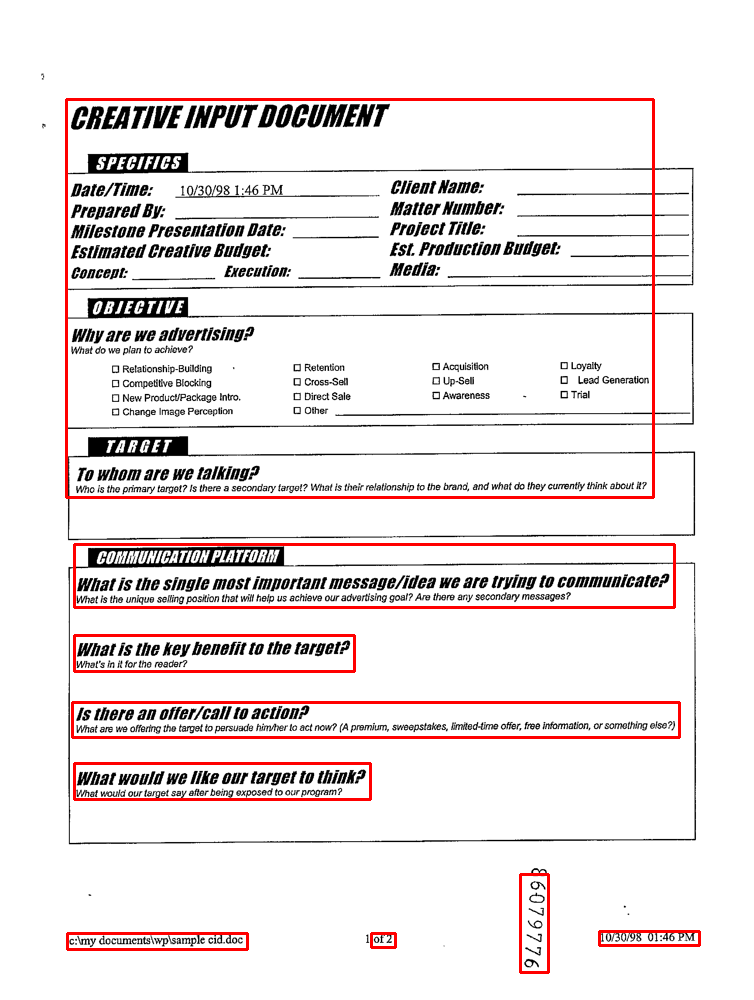 CREATIVE INPUT DOCUMENT
SPECIFICS
Date/Time: 10/30/98 1:46 PM Client Name:
Prepared By: Matter Number:
Milestone Presentation Date: Project Title:
Estimated Creative Budget: Est. Production Budget:
Concept: Execution: Media:
OBJECTIVE
Why are we advertising?
What do we plan to achieve?
☐ Relationship-Building ☐ Retention ☐ Acquisition ☐ Loyalty
☐ Competitive Blocking ☐ Cross-Sell ☐ Up-Sell ☐ Lead Generation
☐ New Product/Package Intro. ☐ Direct Sale ☐ Awareness ☐ Trial
☐ Change Image Perception ☐ Other
TARGET
To whom are we talking?
Who is the primary target? Is there a secondary target? What is their relationship to the brand, and what do they currently think about it?
COMMUNICATION PLATFORM
What is the single most important message/idea we are trying to communicate?
What is the unique selling position that will help us achieve our advertising goal? Are there any secondary messages?
What is the key benefit to the target?
What's in it for the reader?
Is there an offer/call to action?
What are we offering the target to persuade him/her to act now? (A premium, sweepstakes, limited-time offer, free information, or something else?)
What would we like our target to think?
What would our target say after being exposed to our program?
c:\my documents\wp\sample cid.doc 1 of 2 10/30/98 01:46 PM
86079776